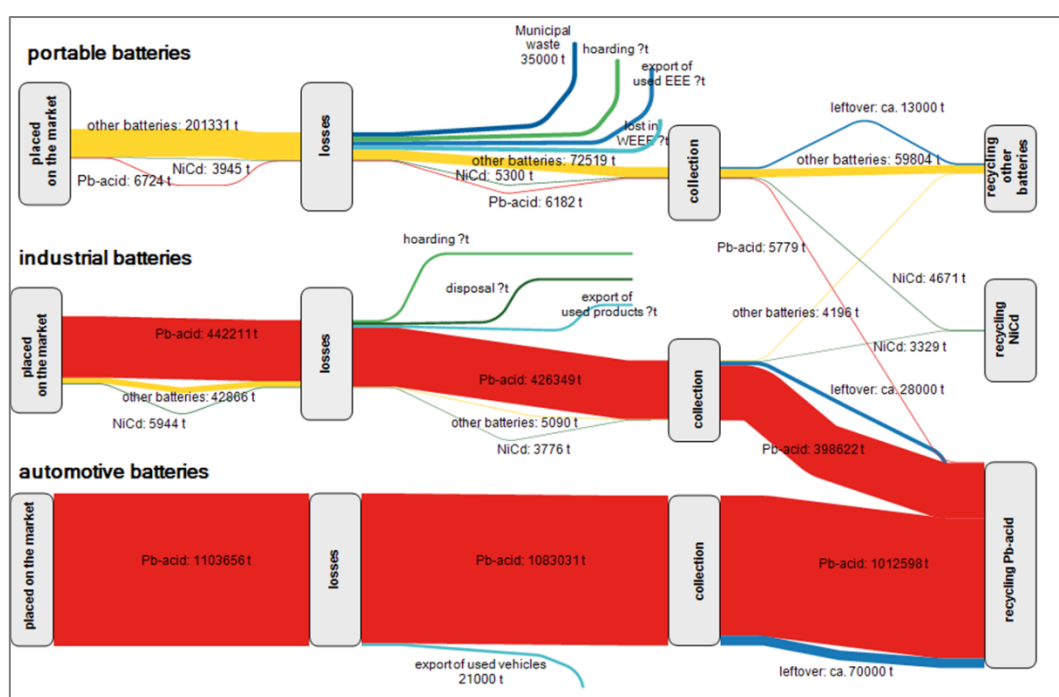 portable batteries
Municipal
waste
35000 t
hoarding ?t
export of
used EEE ?t
lost in
WEEE ?t
placed
on the market
other batteries: 201331 t
NiCd: 3945 t
Pb-acid: 6724 t
losses
other batteries: 72519 t
NiCd: 5300 t
Pb-acid: 6182 t
collection
leftover: ca. 13000 t
other batteries: 59804 t
recycling
other
batteries
Pb-acid: 5779 t
NiCd: 4671 t
industrial batteries
hoarding ?t
disposal ?t
export of
used products ?t
placed
on the market
Pb-acid: 442211 t
other batteries: 42866 t
NiCd: 5944 t
losses
Pb-acid: 426349 t
other batteries: 5090 t
NiCd: 3776 t
collection
other batteries: 4196 t
NiCd: 3329 t
recycling
NiCd
leftover: ca. 28000 t
Pb-acid: 398622 t
automotive batteries
placed on the market
Pb-acid: 1103656 t
losses
Pb-acid: 1083031 t
export of used vehicles
21000 t
collection
Pb-acid: 1012598 t
leftover: ca. 70000 t
recycling Pb-acid